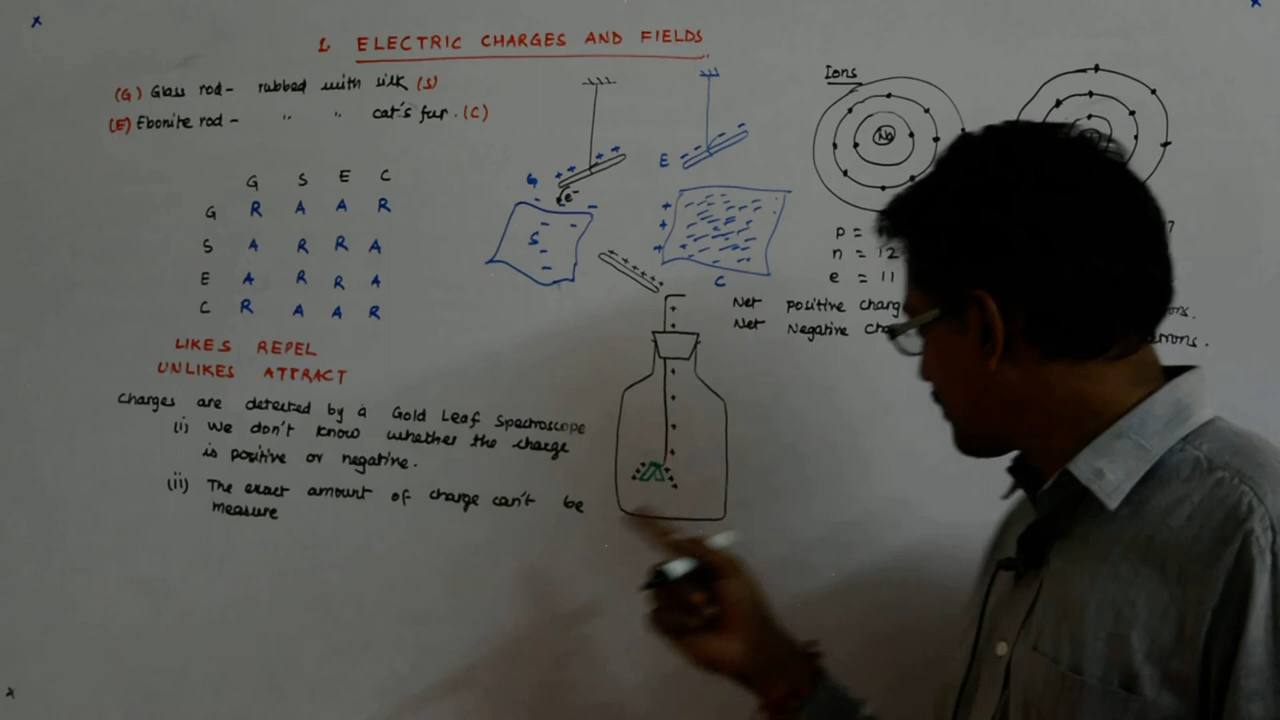 1. ELECTRIC CHARGES AND FIELDS
(G) Glass rod - rubbed with silk (S)
(E) Ebonite rod - " " cat's fur. (C)
G S E C
G R A A R
S A R R A
E A R R A
C R A A R
LIKES REPEL
UNLIKES ATTRACT
Charges are detected by a Gold Leaf Spectroscope
(i) We don't know whether the charge
is positive or negative.
(ii) The exact amount of charge can't be
measure
G
e-
S
E
C
Ions
Na
p =
n = 12
e = 11
Net positive
Net Negative